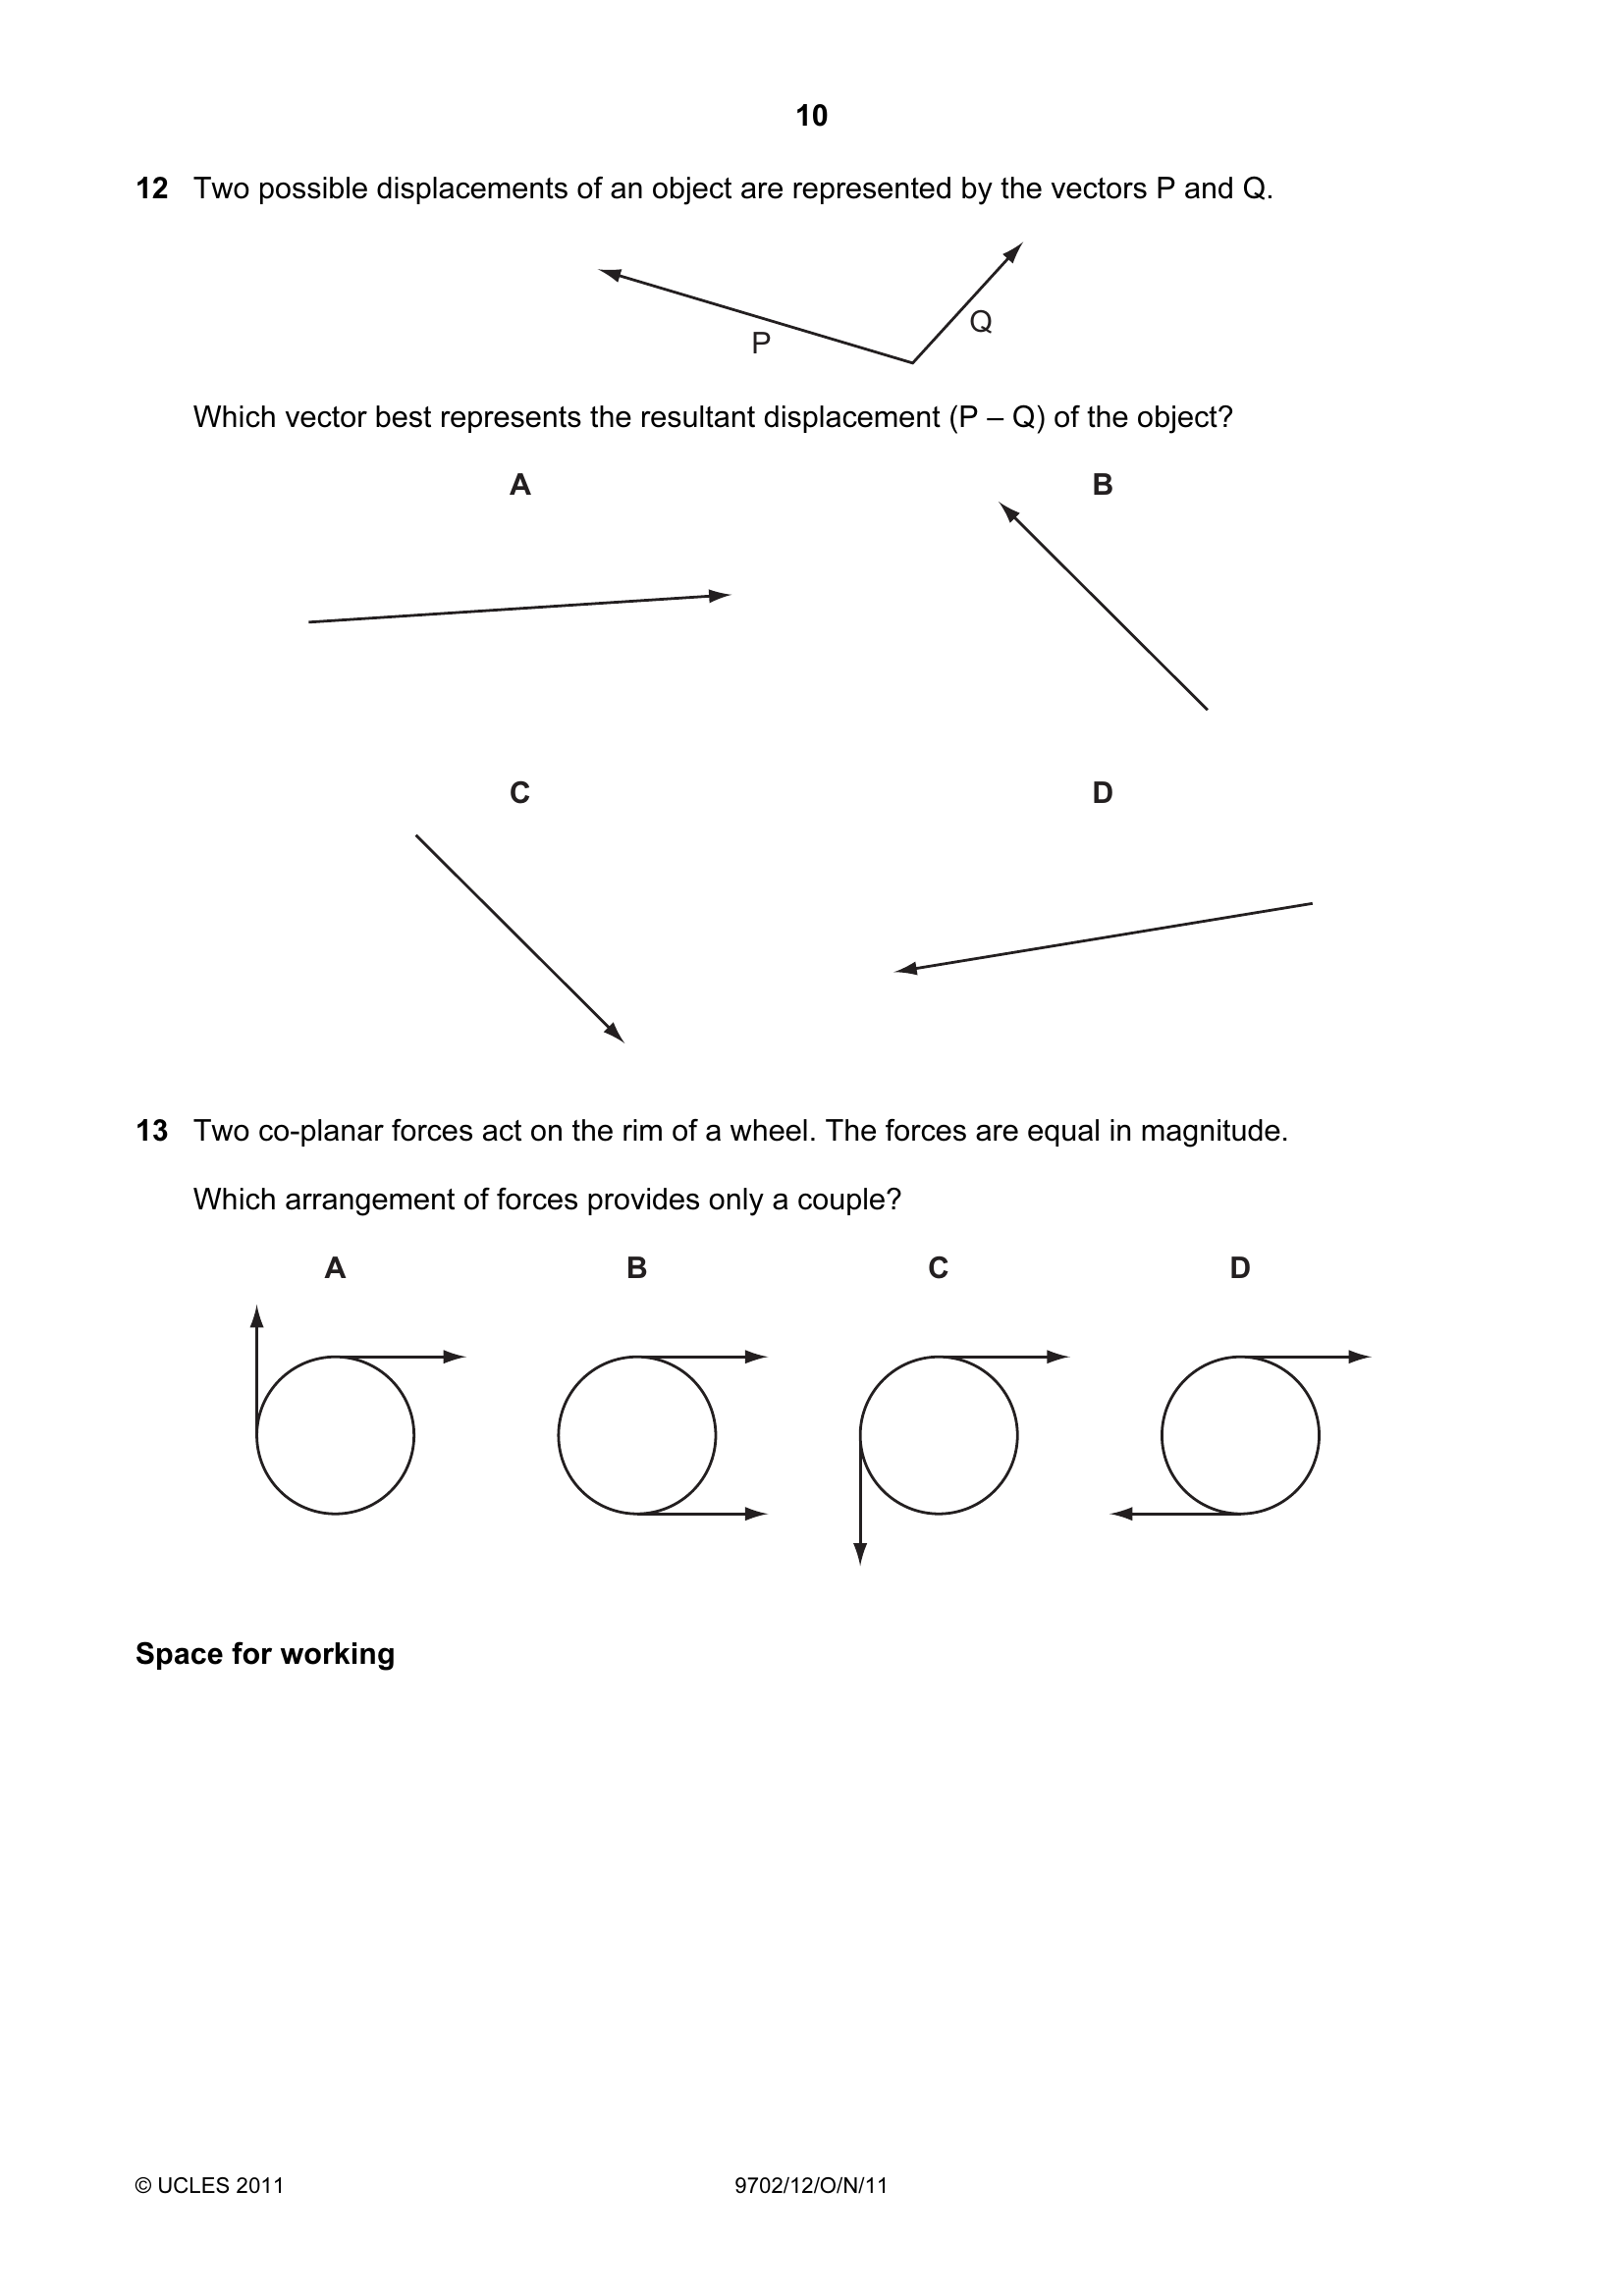 10
12 Two possible displacements of an object are represented by the vectors P and Q.
P
Q
Which vector best represents the resultant displacement (P – Q) of the object?
A B
C D
13 Two co-planar forces act on the rim of a wheel. The forces are equal in magnitude.
Which arrangement of forces provides only a couple?
A B C D
Space for working
© UCLES 2011 9702/12/O/N/11